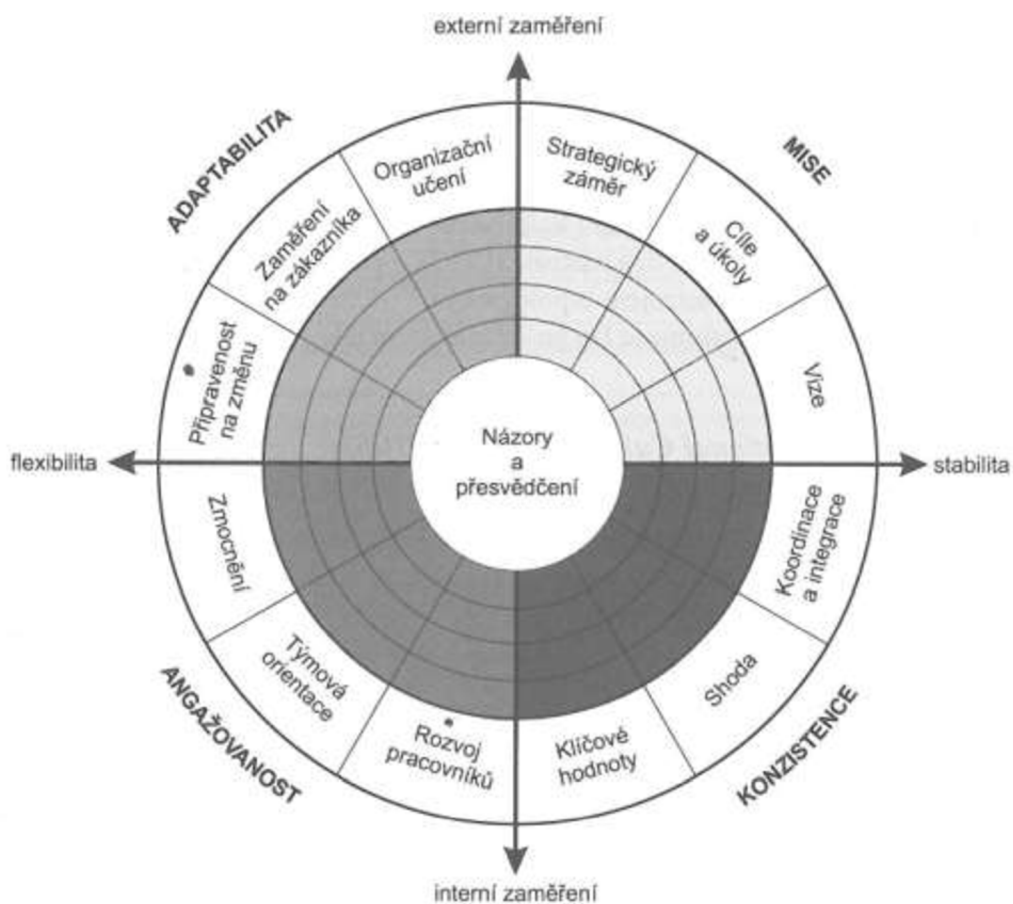 externí zaměření
ADAPTABILITA
MISE
Organizační
učení
Strategický
záměr
Zaměření
na zákazníka
Cíle
a úkoly
Připravenost
na změnu
Vize
Názory
a
přesvědčení
flexibilita
stabilita
Zmocnění
Koordinace
a integrace
Týmová
orientace
Shoda
Rozvoj
pracovníků
Klíčové
hodnoty
ANGAŽOVANOST
KONZISTENCE
interní zaměření